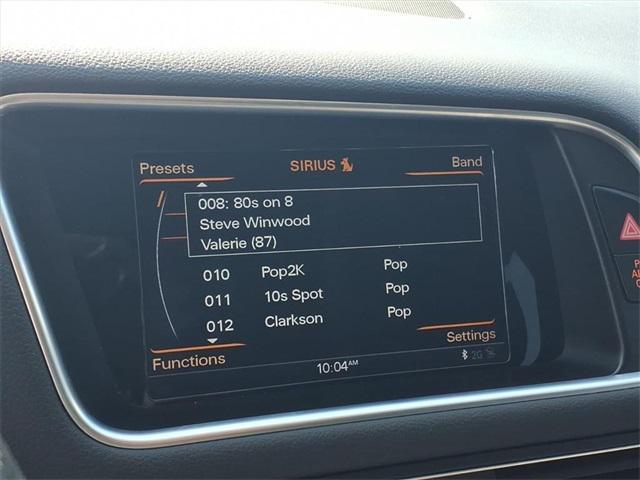 Presets SIRIUS Band
008: 80s on 8
Steve Winwood
Valerie (87)
010 Pop2K Pop
011 10s Spot Pop
012 Clarkson Pop
Functions Settings
10:04AM 2G